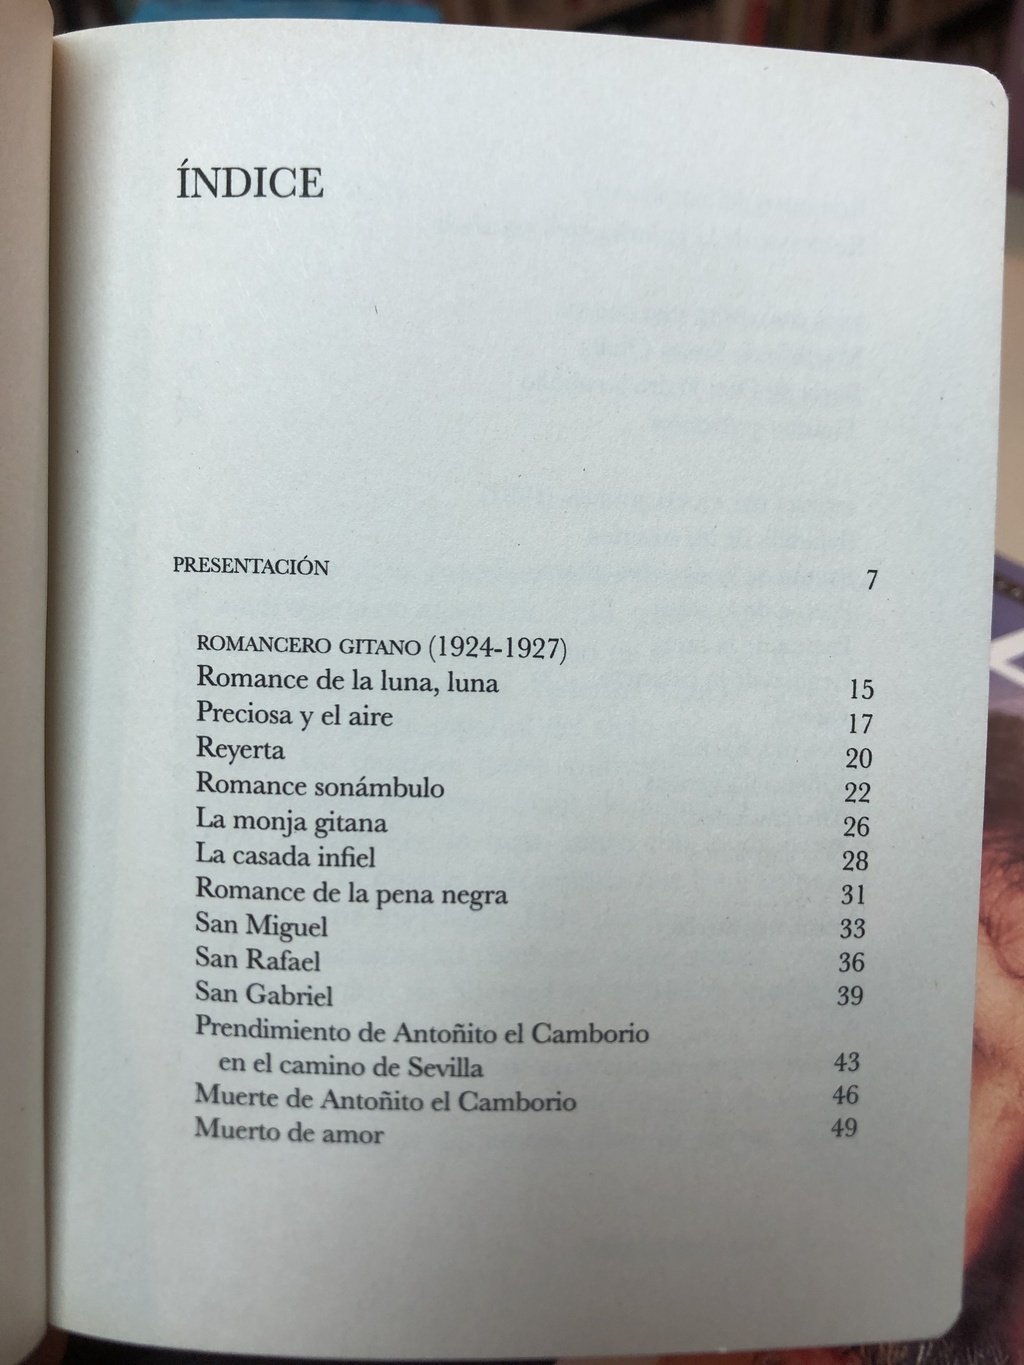 ÍNDICE
PRESENTACIÓN 7
ROMANCERO GITANO (1924-1927)
Romance de la luna, luna 15
Preciosa y el aire 17
Reyerta 20
Romance sonámbulo 22
La monja gitana 26
La casada infiel 28
Romance de la pena negra 31
San Miguel 33
San Rafael 36
San Gabriel 39
Prendimiento de Antoñito el Camborio
en el camino de Sevilla 43
Muerte de Antoñito el Camborio 46
Muerto de amor 49